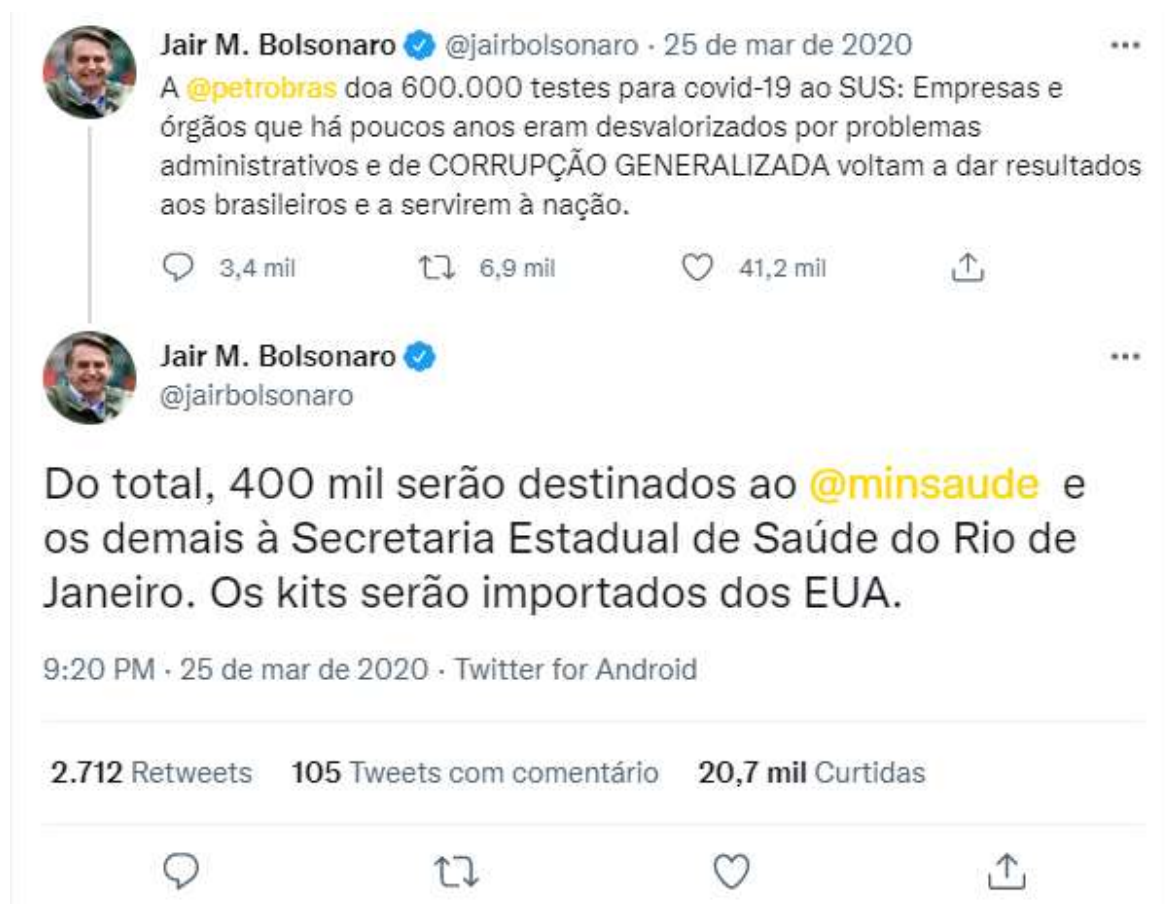 Jair M. Bolsonaro @jairbolsonaro · 25 de mar de 2020
A @petrobras doa 600.000 testes para covid-19 ao SUS: Empresas e
órgãos que há poucos anos eram desvalorizados por problemas
administrativos e de CORRUPÇÃO GENERALIZADA voltam a dar resultados
aos brasileiros e a servirem à nação.
3,4 mil 6,9 mil 41,2 mil
Jair M. Bolsonaro
@jairbolsonaro
Do total, 400 mil serão destinados ao @minsaude e
os demais à Secretaria Estadual de Saúde do Rio de
Janeiro. Os kits serão importados dos EUA.
9:20 PM · 25 de mar de 2020 · Twitter for Android
2.712 Retweets 105 Tweets com comentário 20,7 mil Curtidas